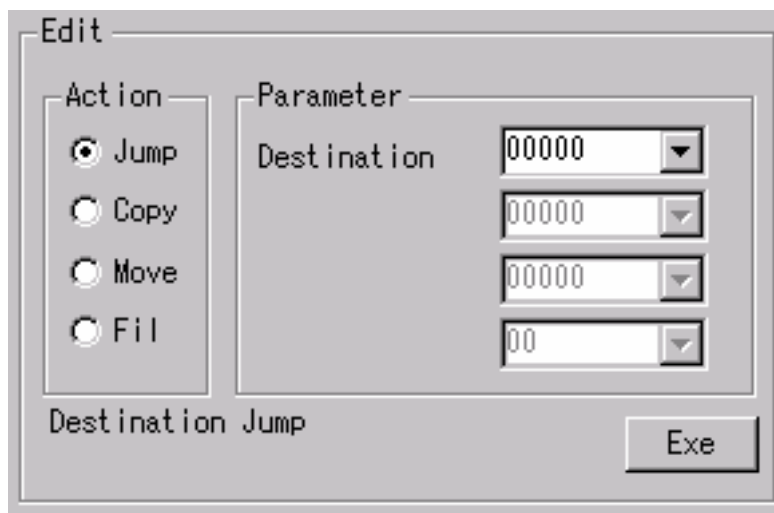 Edit
Action
Parameter
Jump
Destination
00000
Copy
00000
Move
00000
Fil
00
Destination Jump
Exe